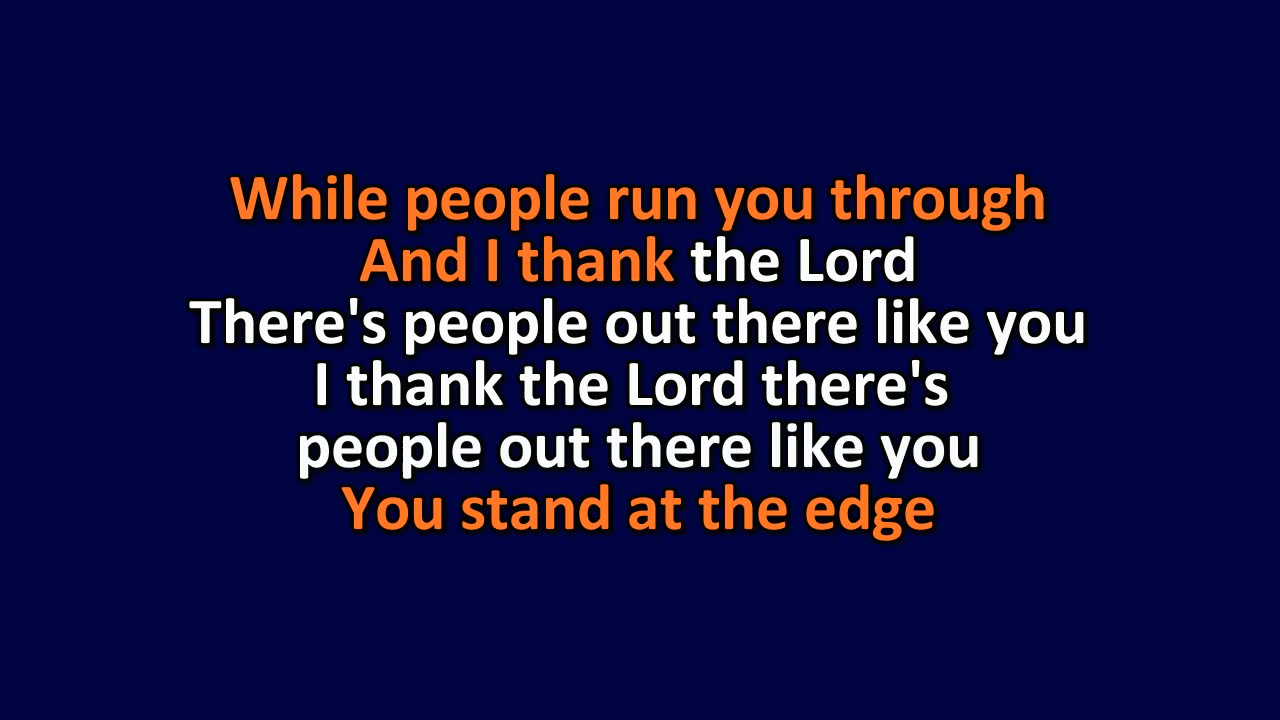 While people run you through
And I thank the Lord
There's people out there like you
I thank the Lord there's
people out there like you
You stand at the edge